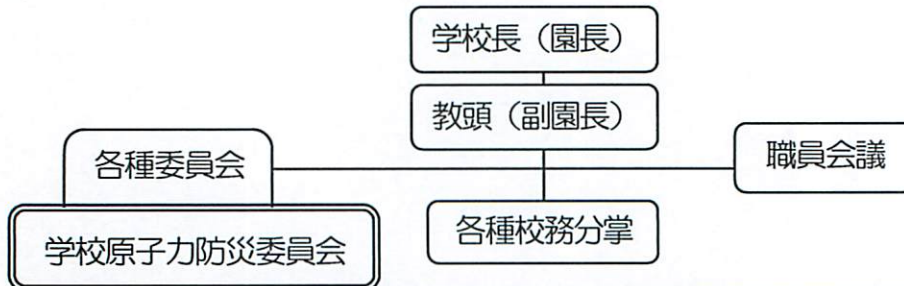 学校長（園長）
教頭（副園長）
各種委員会
職員会議
各種校務分掌
学校原子力防災委員会